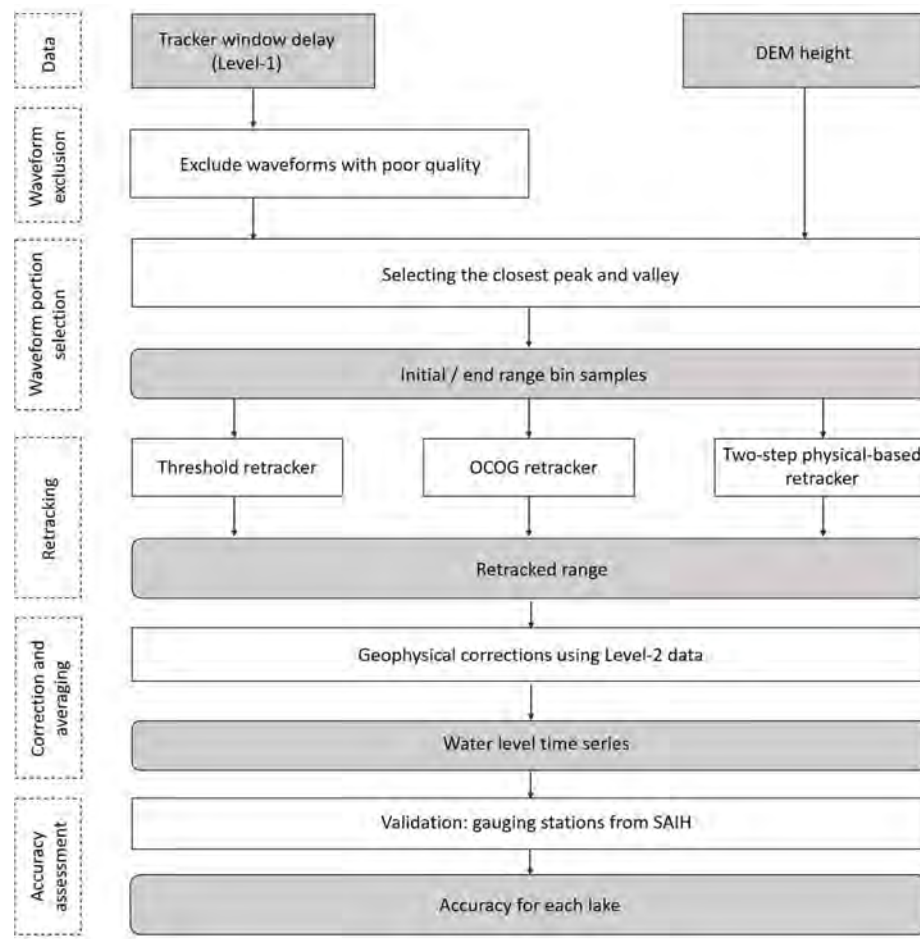 Data
Tracker window delay
(Level-1)
DEM height
Waveform
exclusion
Exclude waveforms with poor quality
Waveform portion
selection
Selecting the closest peak and valley
Initial / end range bin samples
Retracking
Threshold retracker
OCOG retracker
Two-step physical-based
retracker
Retracked range
Correction and
averaging
Geophysical corrections using Level-2 data
Water level time series
Accuracy
assessment
Validation: gauging stations from SAIH
Accuracy for each lake